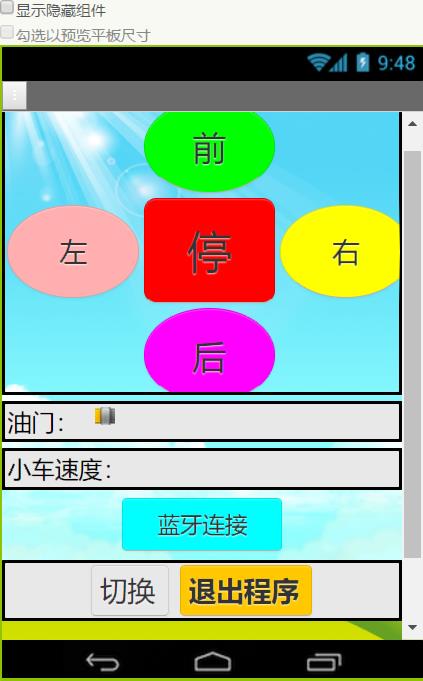 显示隐藏组件
勾选以预览平板尺寸
9:48
前
左 停 右
后
油门：
小车速度：
蓝牙连接
切换 退出程序